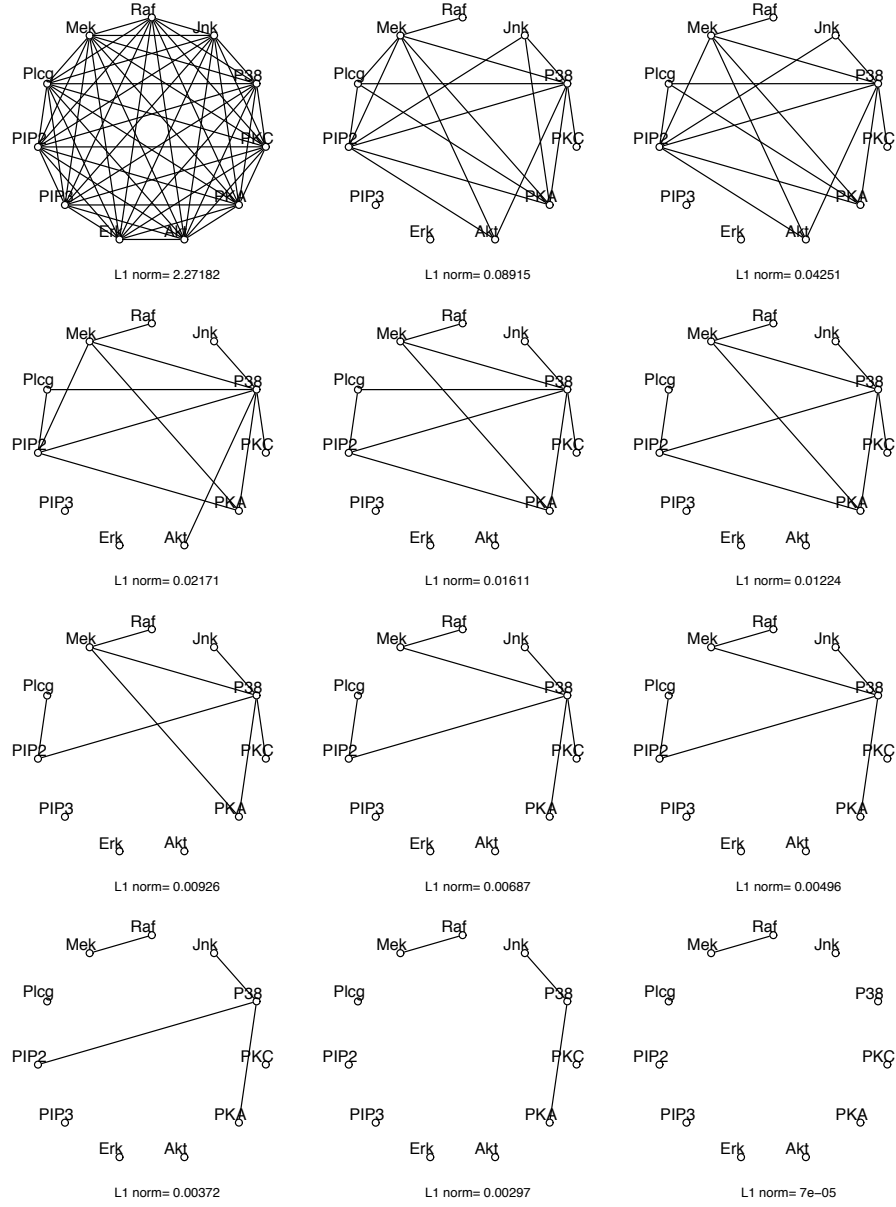 Raf
Mek Jnk
Plcg P38
PIP2 PKC
PIP3 PKA
Erk Akt
L1 norm= 2.27182
Raf
Mek Jnk
Plcg P38
PIP2 PKC
PIP3 PKA
Erk Akt
L1 norm= 0.08915
Raf
Mek Jnk
Plcg P38
PIP2 PKC
PIP3 PKA
Erk Akt
L1 norm= 0.04251
Raf
Mek Jnk
Plcg P38
PIP2 PKC
PIP3 PKA
Erk Akt
L1 norm= 0.02171
Raf
Mek Jnk
Plcg P38
PIP2 PKC
PIP3 PKA
Erk Akt
L1 norm= 0.01611
Raf
Mek Jnk
Plcg P38
PIP2 PKC
PIP3 PKA
Erk Akt
L1 norm= 0.01224
Raf
Mek Jnk
Plcg P38
PIP2 PKC
PIP3 PKA
Erk Akt
L1 norm= 0.00926
Raf
Mek Jnk
Plcg P38
PIP2 PKC
PIP3 PKA
Erk Akt
L1 norm= 0.00687
Raf
Mek Jnk
Plcg P38
PIP2 PKC
PIP3 PKA
Erk Akt
L1 norm= 0.00496
Raf
Mek Jnk
Plcg P38
PIP2 PKC
PIP3 PKA
Erk Akt
L1 norm= 0.00372
Raf
Mek Jnk
Plcg P38
PIP2 PKC
PIP3 PKA
Erk Akt
L1 norm= 0.00297
Raf
Mek Jnk
Plcg P38
PIP2 PKC
PIP3 PKA
Erk Akt
L1 norm= 7e−05